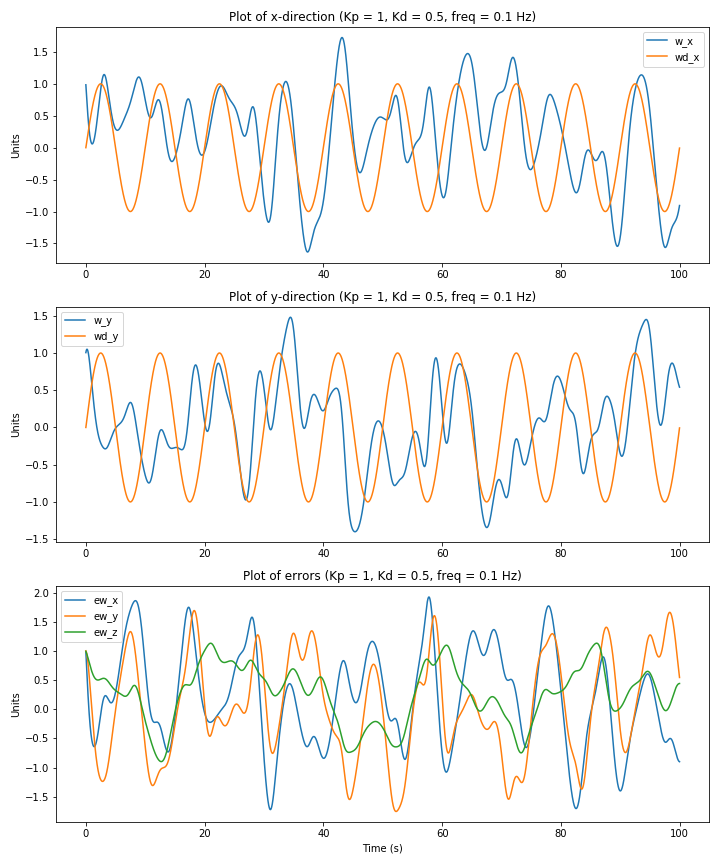 Plot of x-direction (Kp = 1, Kd = 0.5, freq = 0.1 Hz)
Units
1.5
1.0
0.5
0.0
−0.5
−1.0
−1.5
w_x
wd_x
0 20 40 60 80 100
Plot of y-direction (Kp = 1, Kd = 0.5, freq = 0.1 Hz)
Units
1.5
1.0
0.5
0.0
−0.5
−1.0
−1.5
w_y
wd_y
0 20 40 60 80 100
Plot of errors (Kp = 1, Kd = 0.5, freq = 0.1 Hz)
Units
2.0
1.5
1.0
0.5
0.0
−0.5
−1.0
−1.5
ew_x
ew_y
ew_z
0 20 40 60 80 100
Time (s)